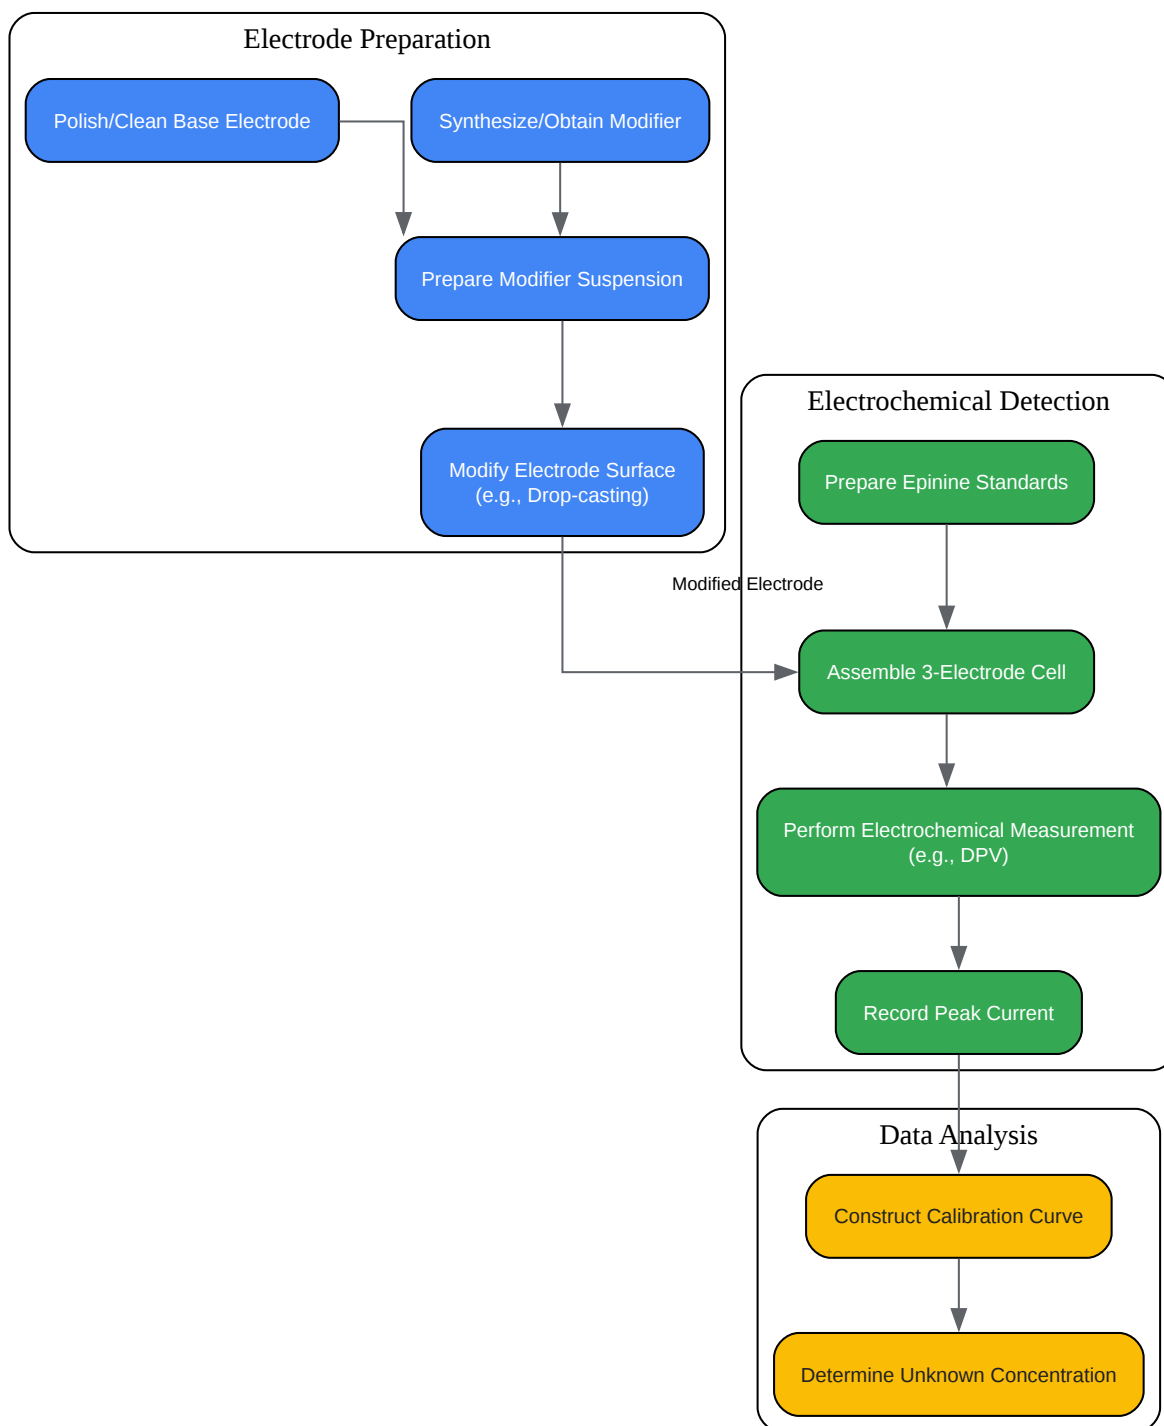 Electrode Preparation
Polish/Clean Base Electrode
Synthesize/Obtain Modifier
Prepare Modifier Suspension
Modify Electrode Surface
(e.g., Drop-casting)
Modified Electrode
Electrochemical Detection
Prepare Epinine Standards
Assemble 3-Electrode Cell
Perform Electrochemical Measurement
(e.g., DPV)
Record Peak Current
Data Analysis
Construct Calibration Curve
Determine Unknown Concentration